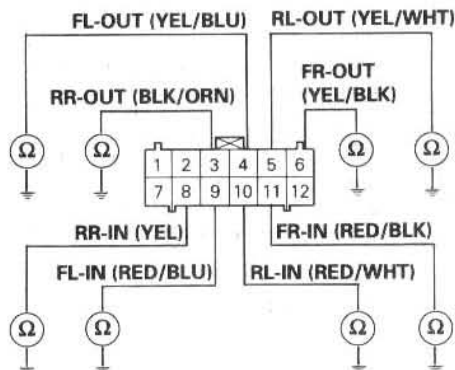 FL-OUT (YEL/BLU) RL-OUT (YEL/WHT)
FR-OUT
(YEL/BLK)
RR-OUT (BLK/ORN)
Ω Ω Ω Ω
1 2 3 4 5 6
7 8 9 10 11 12
RR-IN (YEL) FR-IN (RED/BLK)
FL-IN (RED/BLU) RL-IN (RED/WHT)
Ω Ω Ω Ω